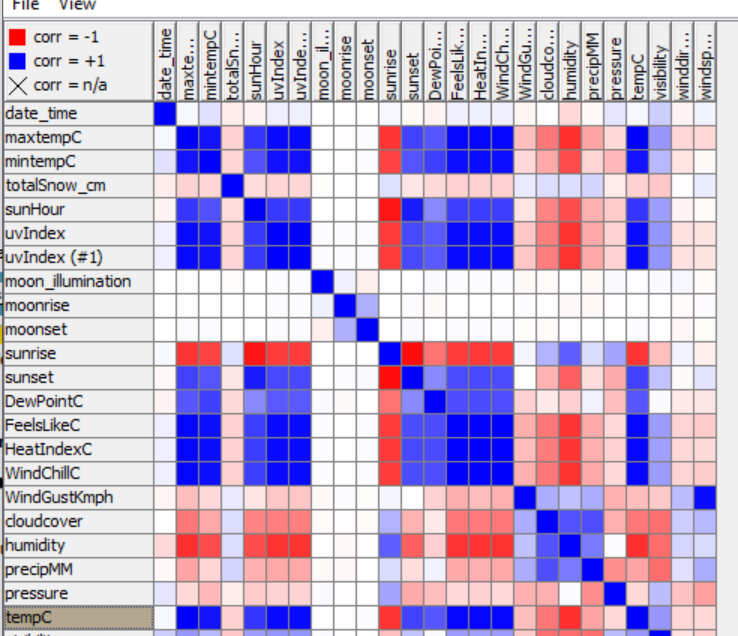 File View
corr = -1
corr = +1
corr = n/a
date_time
maxte...
mintempC
totalSn...
sunHour
uvIndex
uvInde...
moon_il...
moonrise
moonset
sunrise
sunset
DewPoi...
FeelsLik...
HeatIn...
WindCh...
WindGu...
cloudco...
humidity
precipMM
pressure
tempC
visibility
winddir...
windsp...
date_time
maxtempC
mintempC
totalSnow_cm
sunHour
uvIndex
uvIndex (#1)
moon_illumination
moonrise
moonset
sunrise
sunset
DewPointC
FeelsLikeC
HeatIndexC
WindChillC
WindGustKmph
cloudcover
humidity
precipMM
pressure
tempC